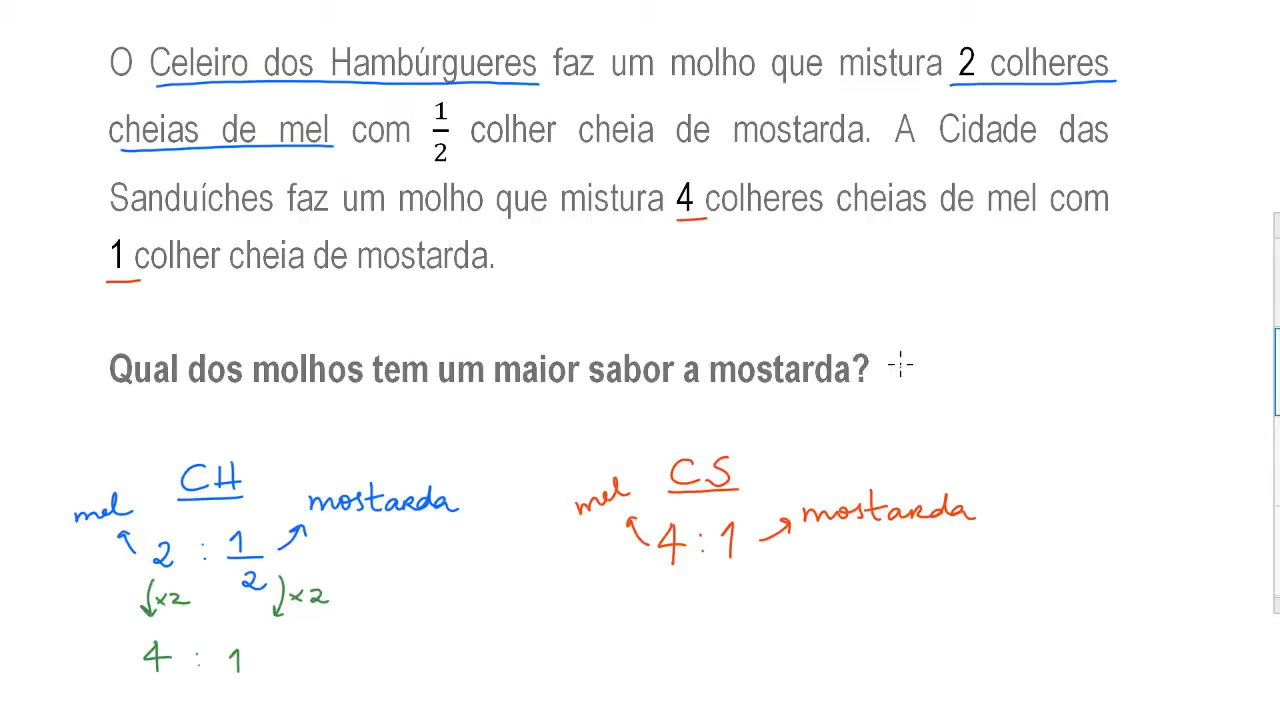 O Celeiro dos Hambúrgueres faz um molho que mistura 2 colheres
cheias de mel com 1/2 colher cheia de mostarda. A Cidade das
Sanduíches faz um molho que mistura 4 colheres cheias de mel com
1 colher cheia de mostarda.
Qual dos molhos tem um maior sabor a mostarda?
CH
mel mostarda
2 : 1/2
×2 ×2
4 : 1
CS
mel mostarda
4 : 1